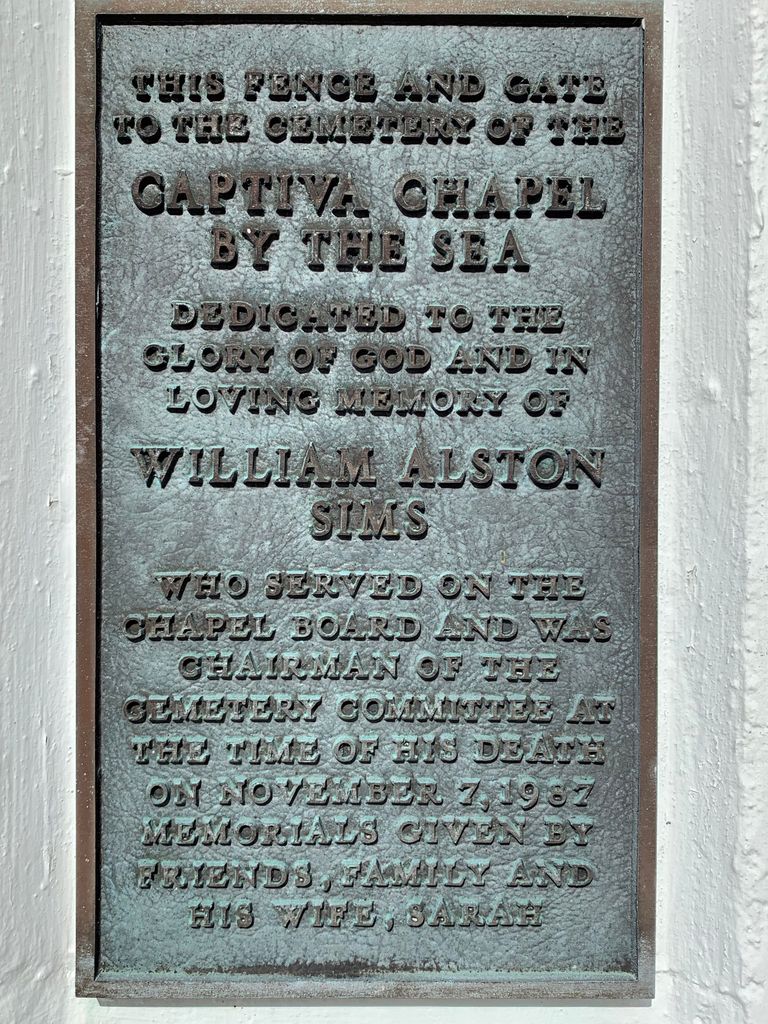 THIS FENCE AND GATE
TO THE CEMETERY OF THE
CAPTIVA CHAPEL
BY THE SEA
DEDICATED TO THE
GLORY OF GOD AND IN
LOVING MEMORY OF
WILLIAM ALSTON
SIMS
WHO SERVED ON THE
CHAPEL BOARD AND WAS
CHAIRMAN OF THE
CEMETERY COMMITTEE AT
THE TIME OF HIS DEATH
ON NOVEMBER 7, 1987
MEMORIALS GIVEN BY
FRIENDS, FAMILY AND
HIS WIFE, SARAH